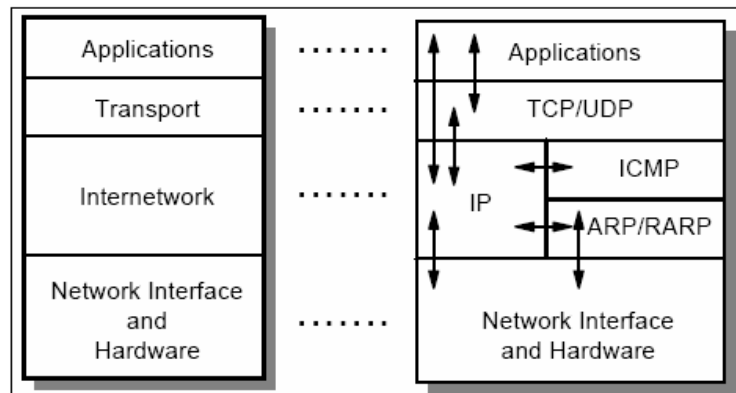 Applications
Transport
Internetwork
Network Interface
and
Hardware
Applications
TCP/UDP
IP
ICMP
ARP/RARP
Network Interface
and Hardware